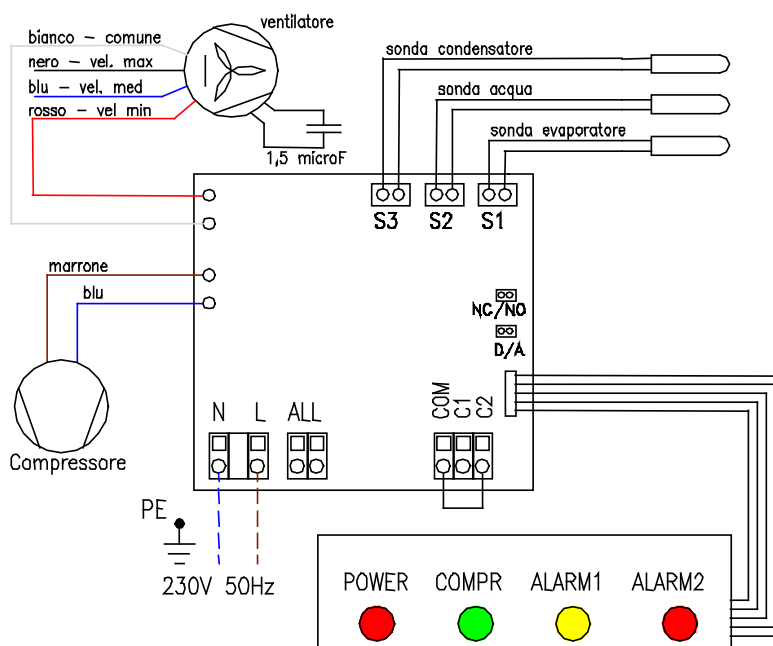 ventilatore
bianco - comune
nero - vel. max
blu - vel. med
rosso - vel min
1,5 microF
sonda condensatore
sonda acqua
sonda evaporatore
S3 S2 S1
marrone
blu
NC/NO
D/A
Compressore
N L ALL
COM C1 C2
PE
230V 50Hz
POWER COMPR ALARM1 ALARM2